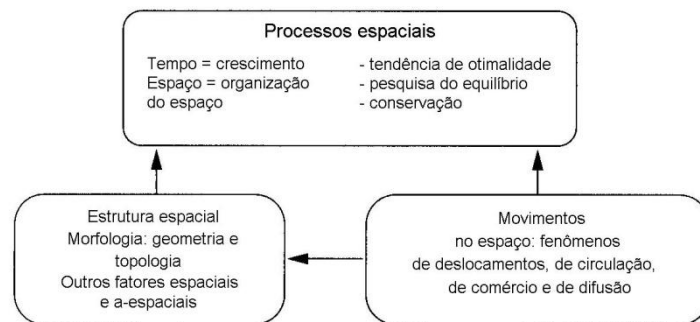 Processos espaciais
Tempo = crescimento
Espaço = organização
do espaço
- tendência de otimalidade
- pesquisa do equilíbrio
- conservação
Estrutura espacial
Morfologia: geometria e
topologia
Outros fatores espaciais
e a-espaciais
Movimentos
no espaço: fenômenos
de deslocamentos, de circulação,
de comércio e de difusão